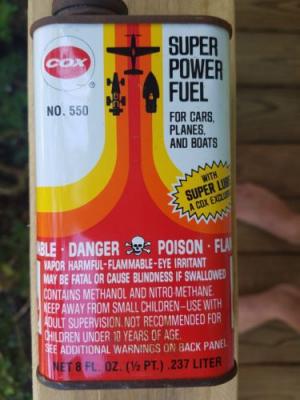 COX
®
NO. 550
SUPER
POWER
FUEL
FOR CARS,
PLANES,
AND BOATS
WITH
SUPER LUBE
A COX EXCLUSIVE
DANGER POISON
VAPOR HARMFUL-FLAMMABLE-EYE IRRITANT
MAY BE FATAL OR CAUSE BLINDNESS IF SWALLOWED
CONTAINS METHANOL AND NITRO METHANE.
KEEP AWAY FROM SMALL CHILDREN-USE WITH
ADULT SUPERVISION. NOT RECOMMENDED FOR
CHILDREN UNDER 10 YEARS OF AGE.
SEE ADDITIONAL WARNINGS ON BACK PANEL.
NET 8 FL. OZ. (½ PT.) .237 LITER